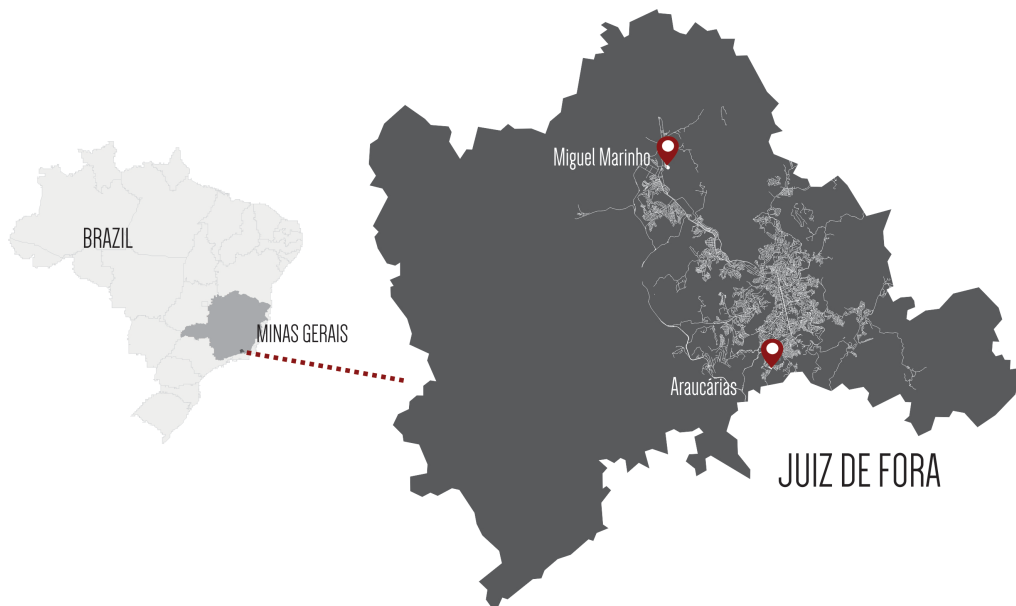 BRAZIL
MINAS GERAIS
Miguel Marinho
Araucárias
JUIZ DE FORA